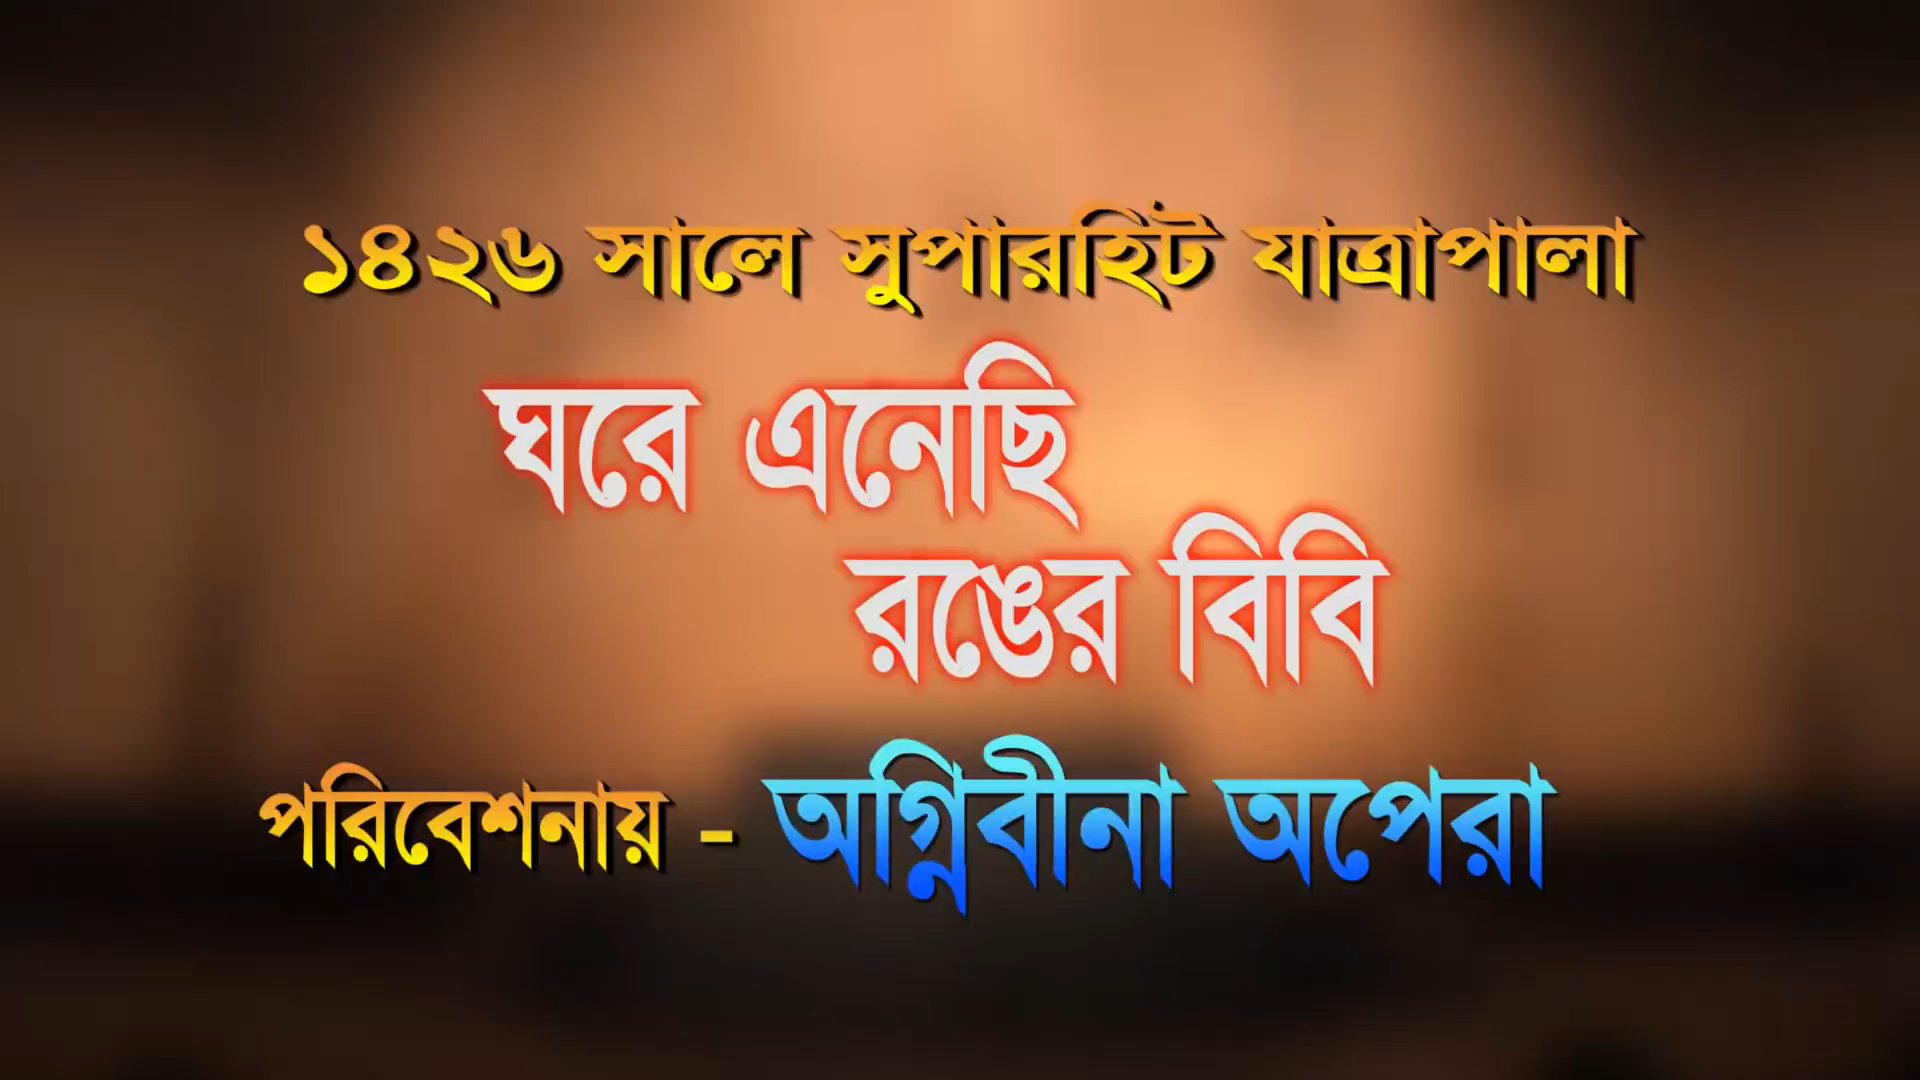 ১৪২৬ সালে সুপারহিট যাত্রাপালা
ঘরে এনেছি
রঙের বিবি
পরিবেশনায় - অগ্নিবীনা অপেরা